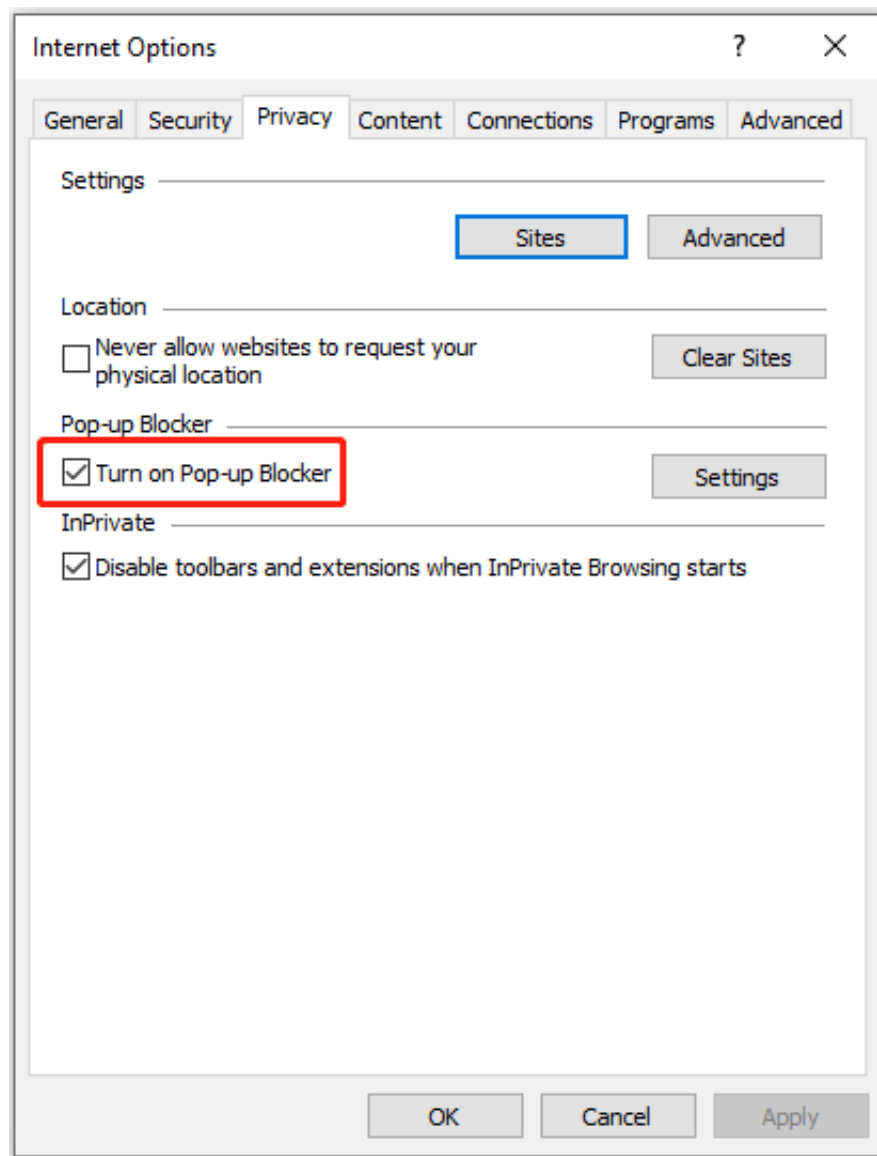 Internet Options ?
General Security Privacy Content Connections Programs Advanced
Settings
Sites Advanced
Location
Never allow websites to request your
physical location
Clear Sites
Pop-up Blocker
Turn on Pop-up Blocker Settings
InPrivate
Disable toolbars and extensions when InPrivate Browsing starts
OK Cancel Apply